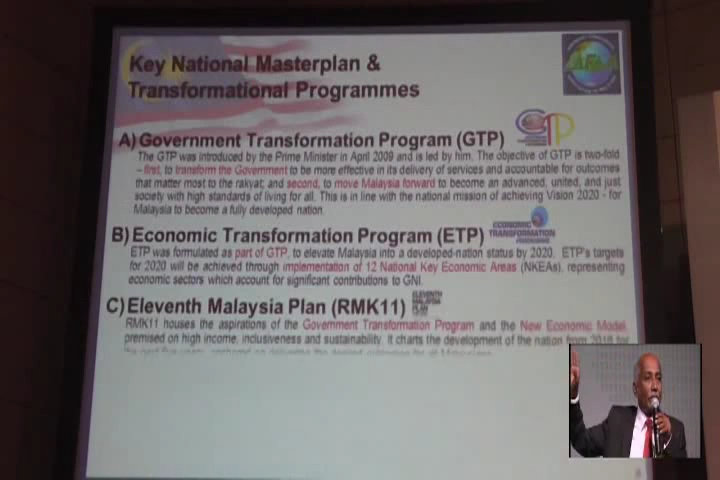 Key National Masterplan &
Transformational Programmes
A) Government Transformation Program (GTP)
GTP
The GTP was introduced by the Prime Minister in April 2009 and is led by him. The objective of GTP is two-fold
– first, to transform the Government to be more effective in its delivery of services and accountable for outcomes
that matter most to the rakyat; and second, to move Malaysia forward to become an advanced, united, and just
society with high standards of living for all. This is in line with the national mission of achieving Vision 2020 - for
Malaysia to become a fully developed nation.
B) Economic Transformation Program (ETP)
ECONOMIC
TRANSFORMATION
PROGRAMME
ETP was formulated as part of GTP, to elevate Malaysia into a developed-nation status by 2020. ETP's targets
for 2020 will be achieved through implementation of 12 National Key Economic Areas (NKEAs), representing
economic sectors which account for significant contributions to GNI.
C) Eleventh Malaysia Plan (RMK11)
ELEVENTH
MALAYSIA
PLAN
RMK11 houses the aspirations of the Government Transformation Program and the New Economic Model,
premised on high income, inclusiveness and sustainability. It charts the development of the nation from 2016 for